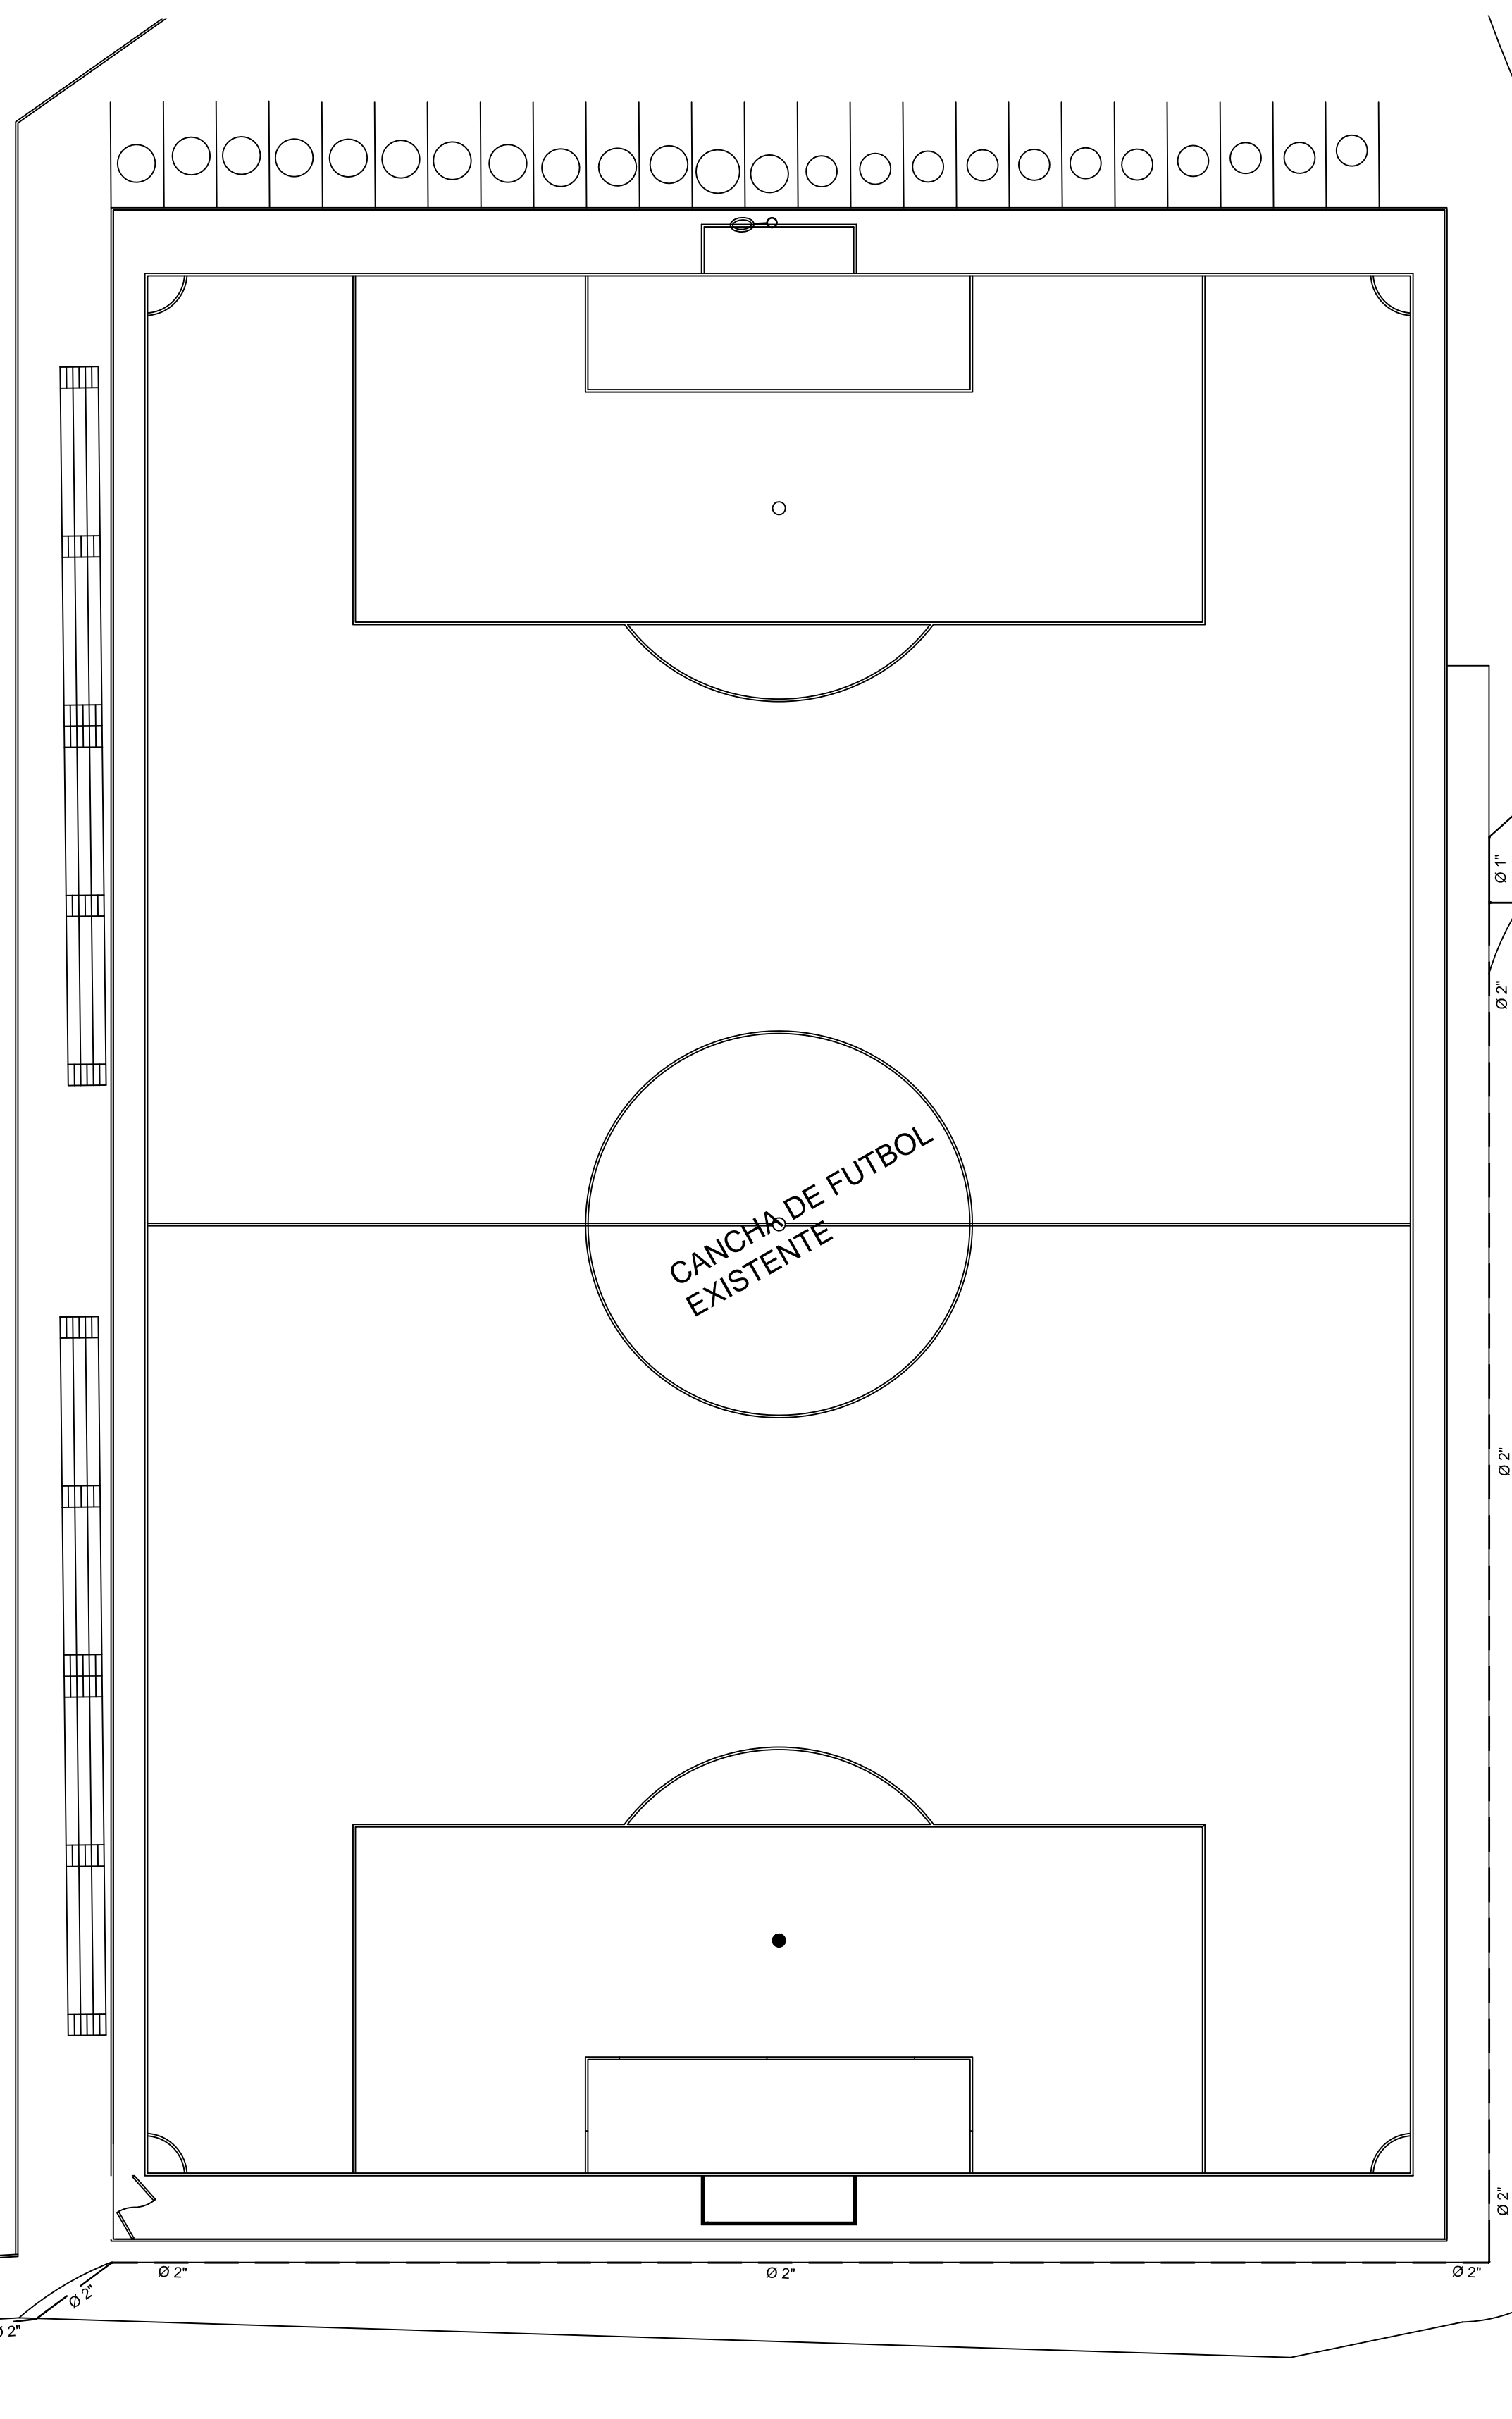 Ø 1"
Ø 2"
CANCHA DE FUTBOL
EXISTENTE
Ø 2"
Ø 2"
Ø 2"
Ø 2"
Ø 2"
Ø 2"
Ø 2"